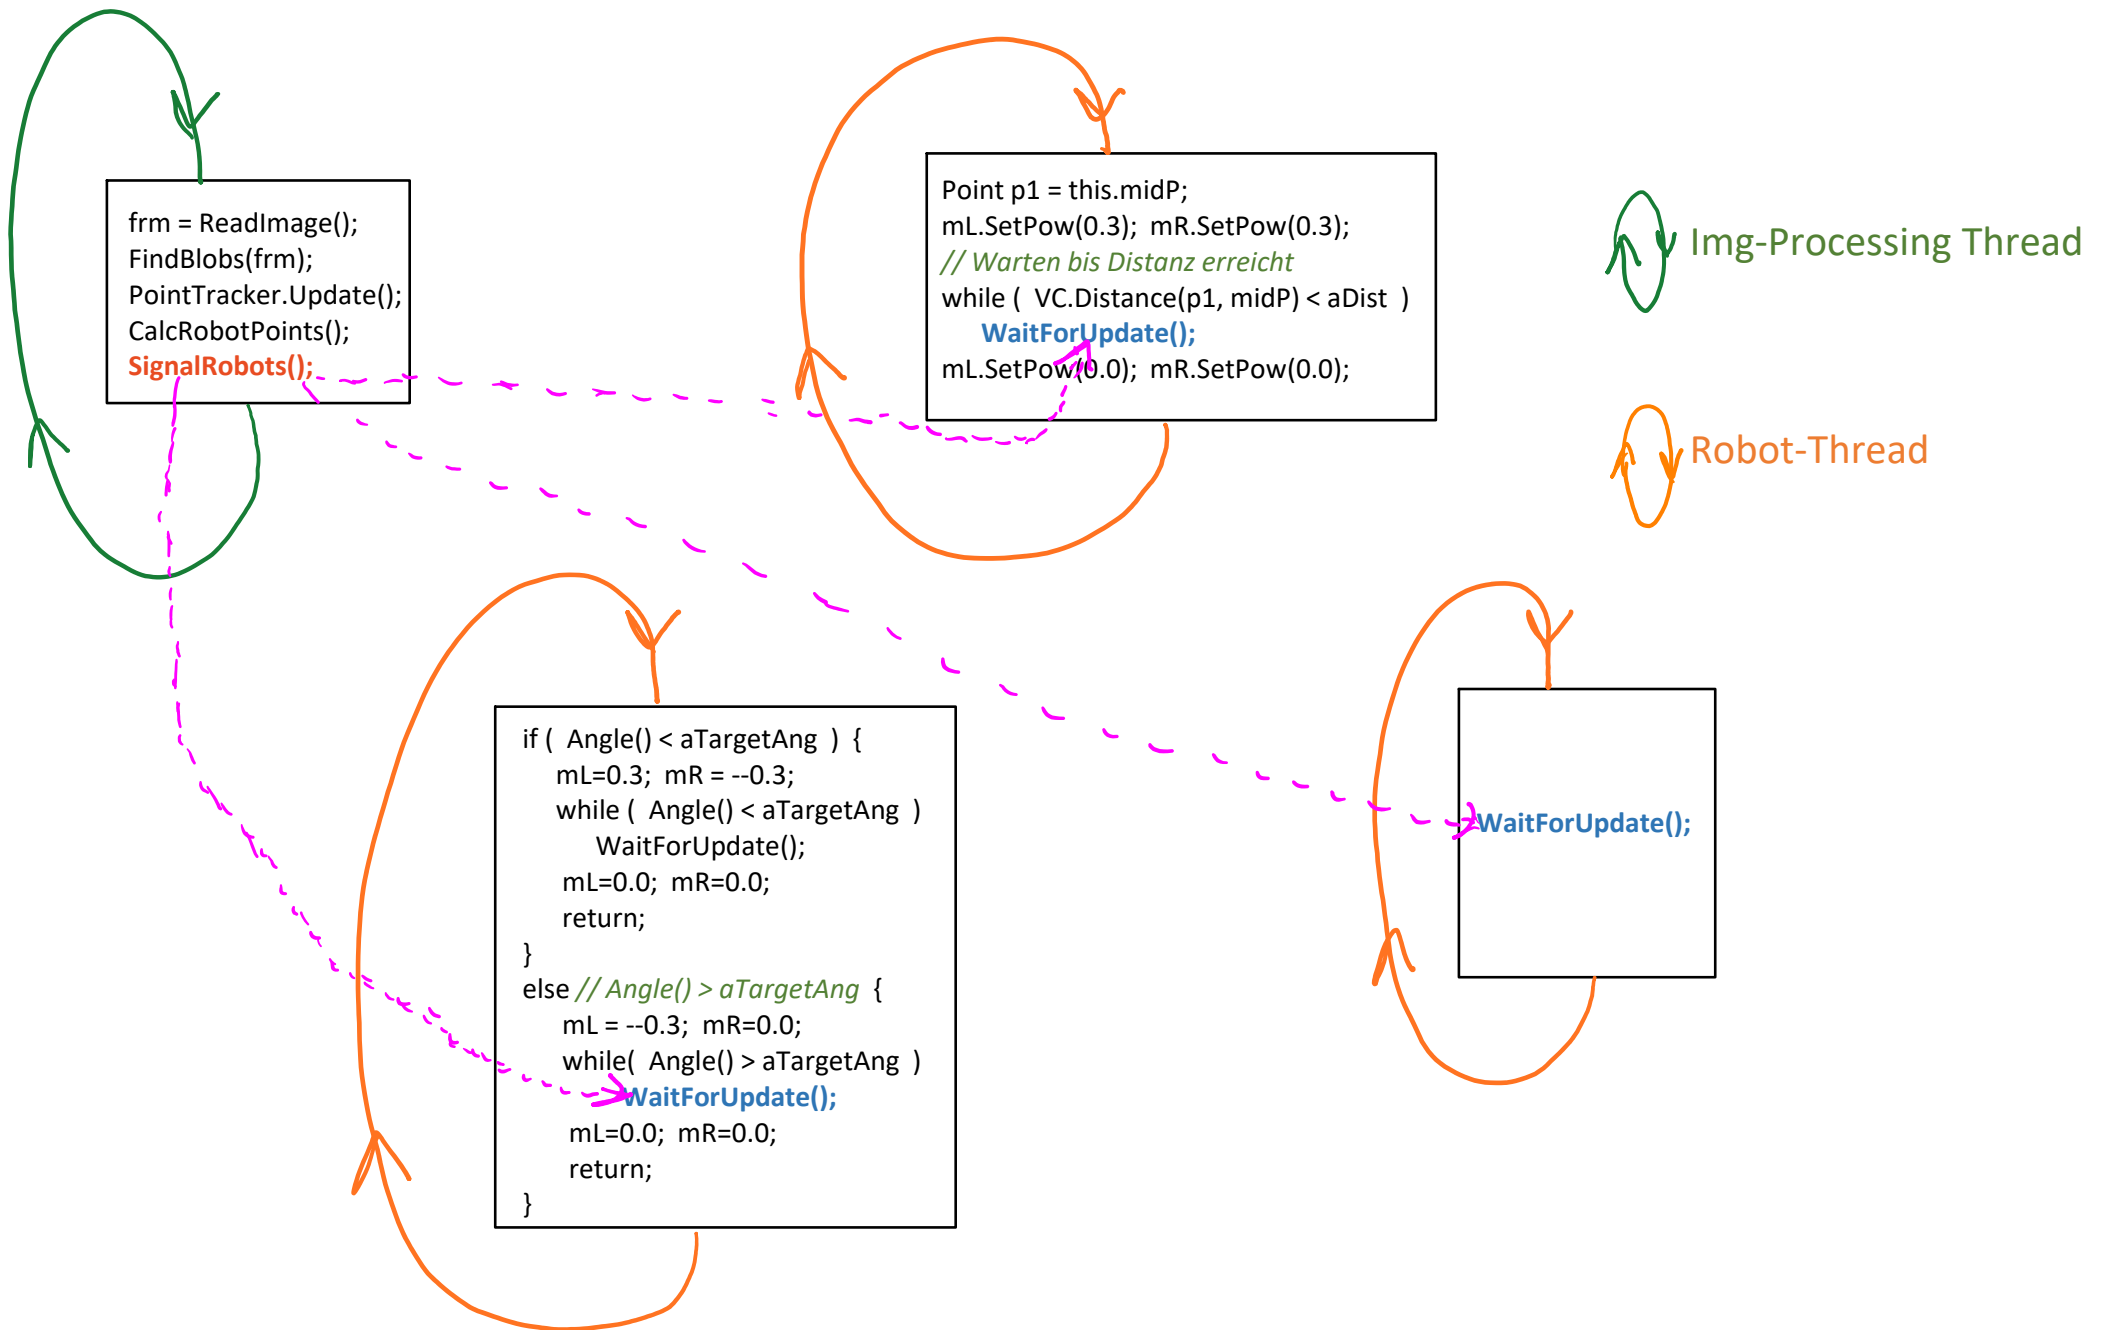 frm = ReadImage();
FindBlobs(frm);
PointTracker.Update();
CalcRobotPoints();
SignalRobots();
Point p1 = this.midP;
mL.SetPow(0.3); mR.SetPow(0.3);
// Warten bis Distanz erreicht
while ( VC.Distance(p1, midP) < aDist )
WaitForUpdate();
mL.SetPow(0.0); mR.SetPow(0.0);
Img-Processing Thread
Robot-Thread
if ( Angle() < aTargetAng ) {
mL=0.3; mR = --0.3;
while ( Angle() < aTargetAng )
WaitForUpdate();
mL=0.0; mR=0.0;
return;
}
else // Angle() > aTargetAng {
mL = --0.3; mR=0.0;
while( Angle() > aTargetAng )
WaitForUpdate();
mL=0.0; mR=0.0;
return;
}
WaitForUpdate();